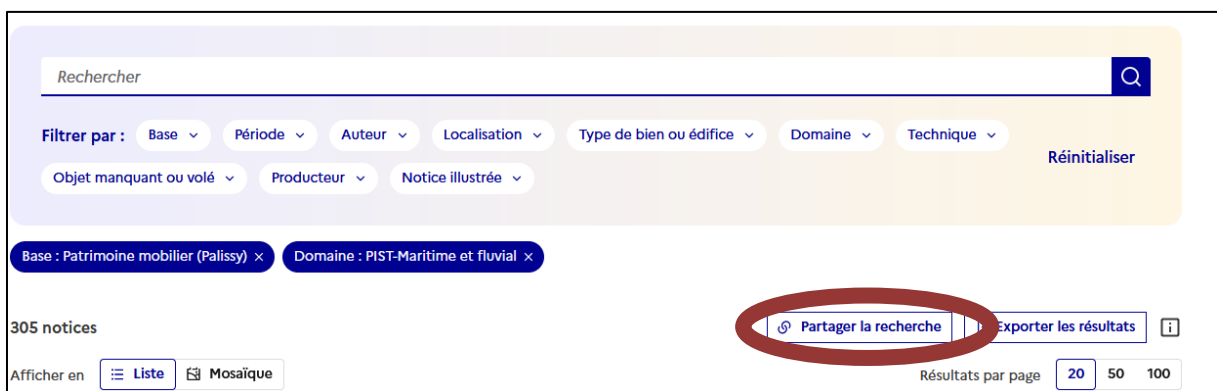 Rechercher
Filtrer par : Base Période Auteur Localisation Type de bien ou édifice Domaine Technique
Réinitialiser
Objet manquant ou volé Producteur Notice illustrée
Base : Patrimoine mobilier (Palissy) × Domaine : PIST-Maritime et fluvial ×
305 notices Partager la recherche Exporter les résultats i
Afficher en Liste Mosaïque Résultats par page 20 50 100